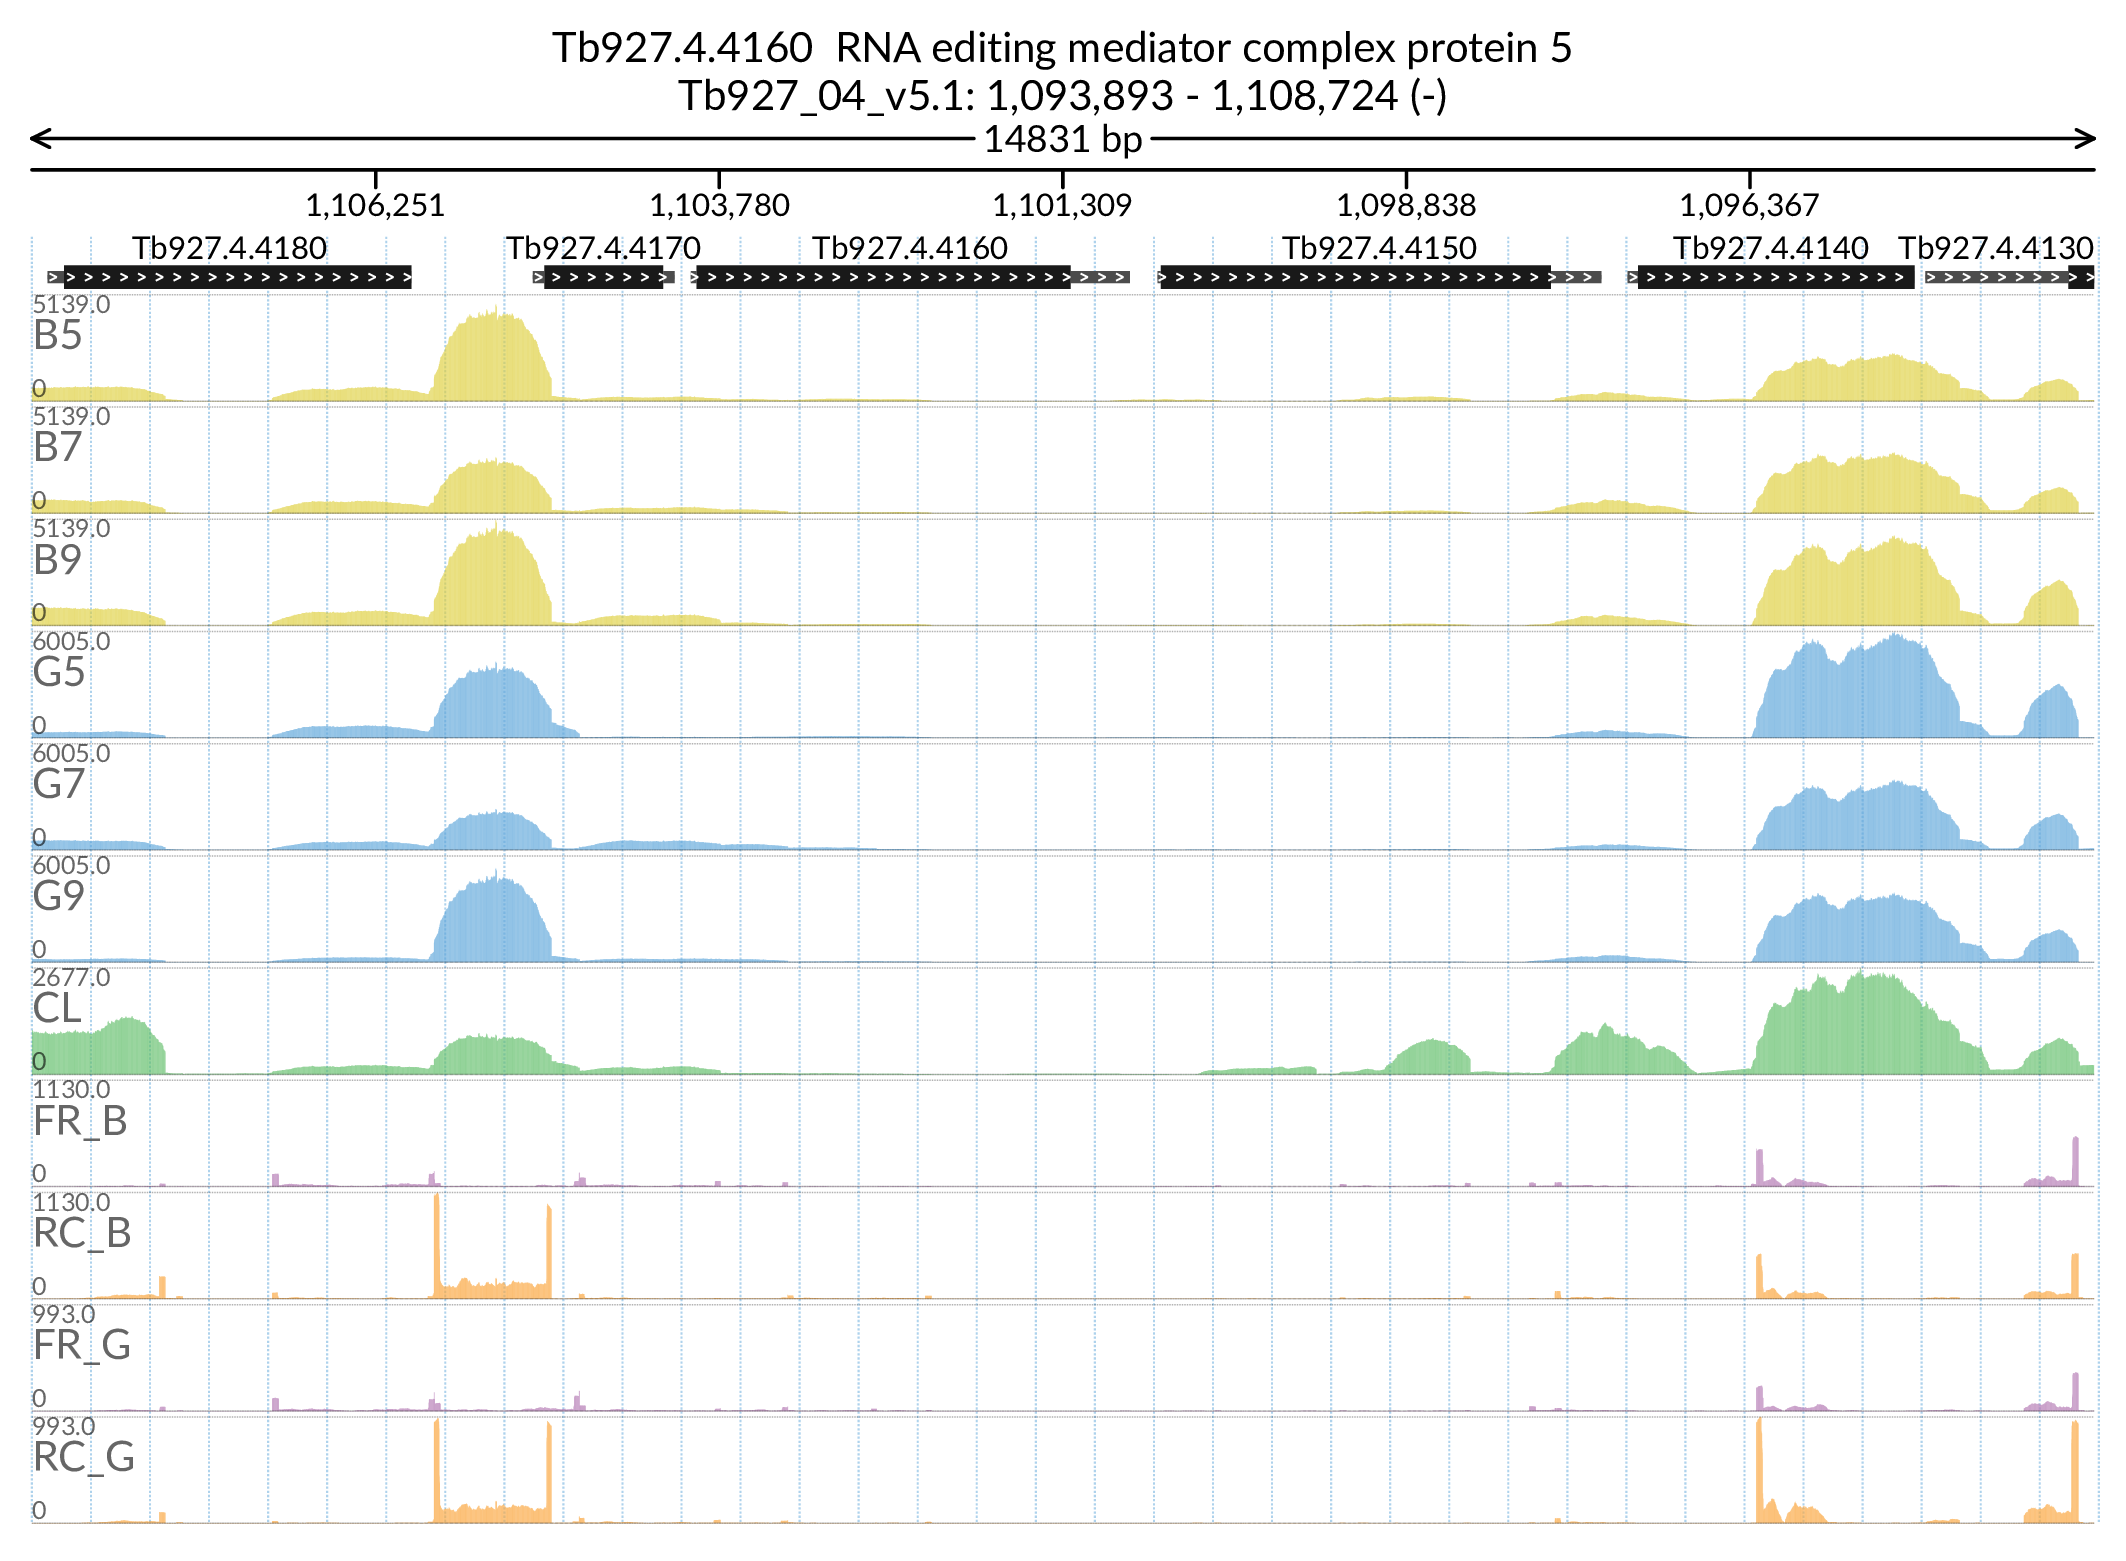 Tb927.4.4160  RNA editing mediator complex protein 5
Tb927_04_v5.1: 1,093,893 - 1,108,724 (-)
14831 bp
1,106,251 1,103,780 1,101,309 1,098,838 1,096,367
Tb927.4.4180 Tb927.4.4170 Tb927.4.4160 Tb927.4.4150 Tb927.4.4140 Tb927.4.4130
5139.0
B5
0
5139.0
B7
0
5139.0
B9
0
6005.0
G5
0
6005.0
G7
0
6005.0
G9
0
2677.0
CL
0
1130.0
FR_B
0
1130.0
RC_B
0
993.0
FR_G
0
993.0
RC_G
0